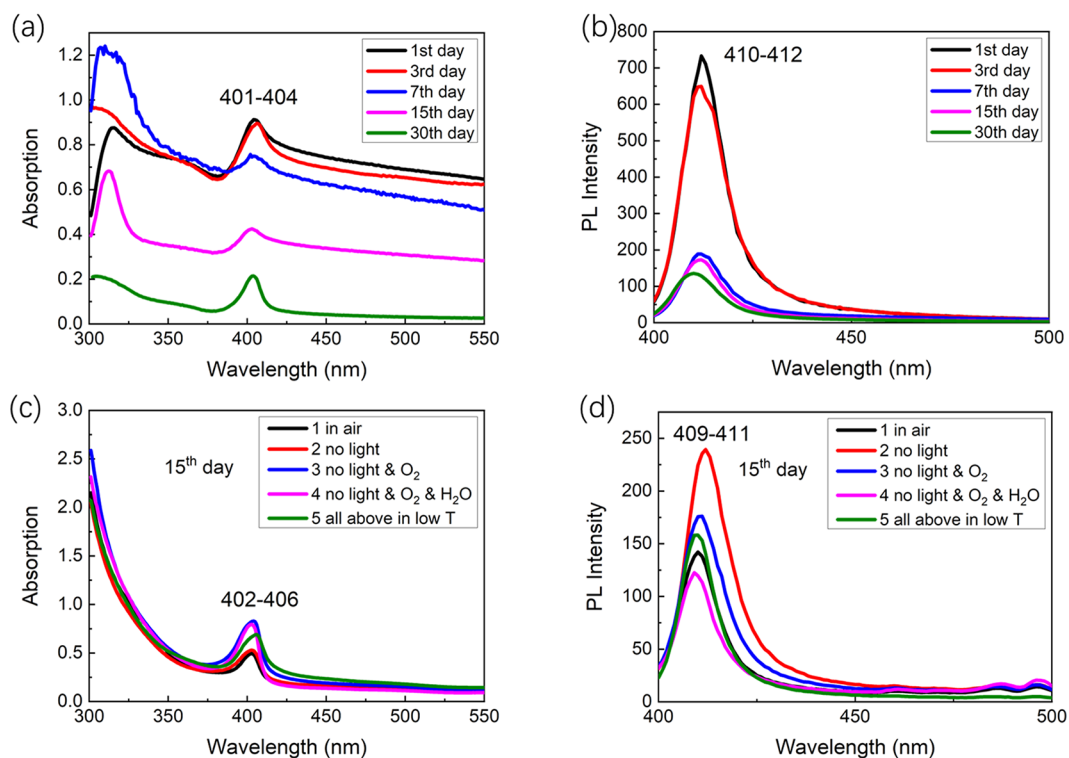 (a)
1.2
1.0
0.8
0.6
0.4
0.2
0.0
Absorption
401-404
1st day
3rd day
7th day
15th day
30th day
300 350 400 450 500 550
Wavelength (nm)
(b)
800
700
600
500
400
300
200
100
0
PL Intensity
410-412
1st day
3rd day
7th day
15th day
30th day
400 450 500
Wavelength (nm)
(c)
3.0
2.5
2.0
1.5
1.0
0.5
0.0
Absorption
15th day
402-406
1 in air
2 no light
3 no light & O2
4 no light & O2 & H2O
5 all above in low T
300 350 400 450 500 550
Wavelength (nm)
(d)
250
200
150
100
50
0
PL Intensity
409-411
15th day
1 in air
2 no light
3 no light & O2
4 no light & O2 & H2O
5 all above in low T
400 450 500
Wavelength (nm)